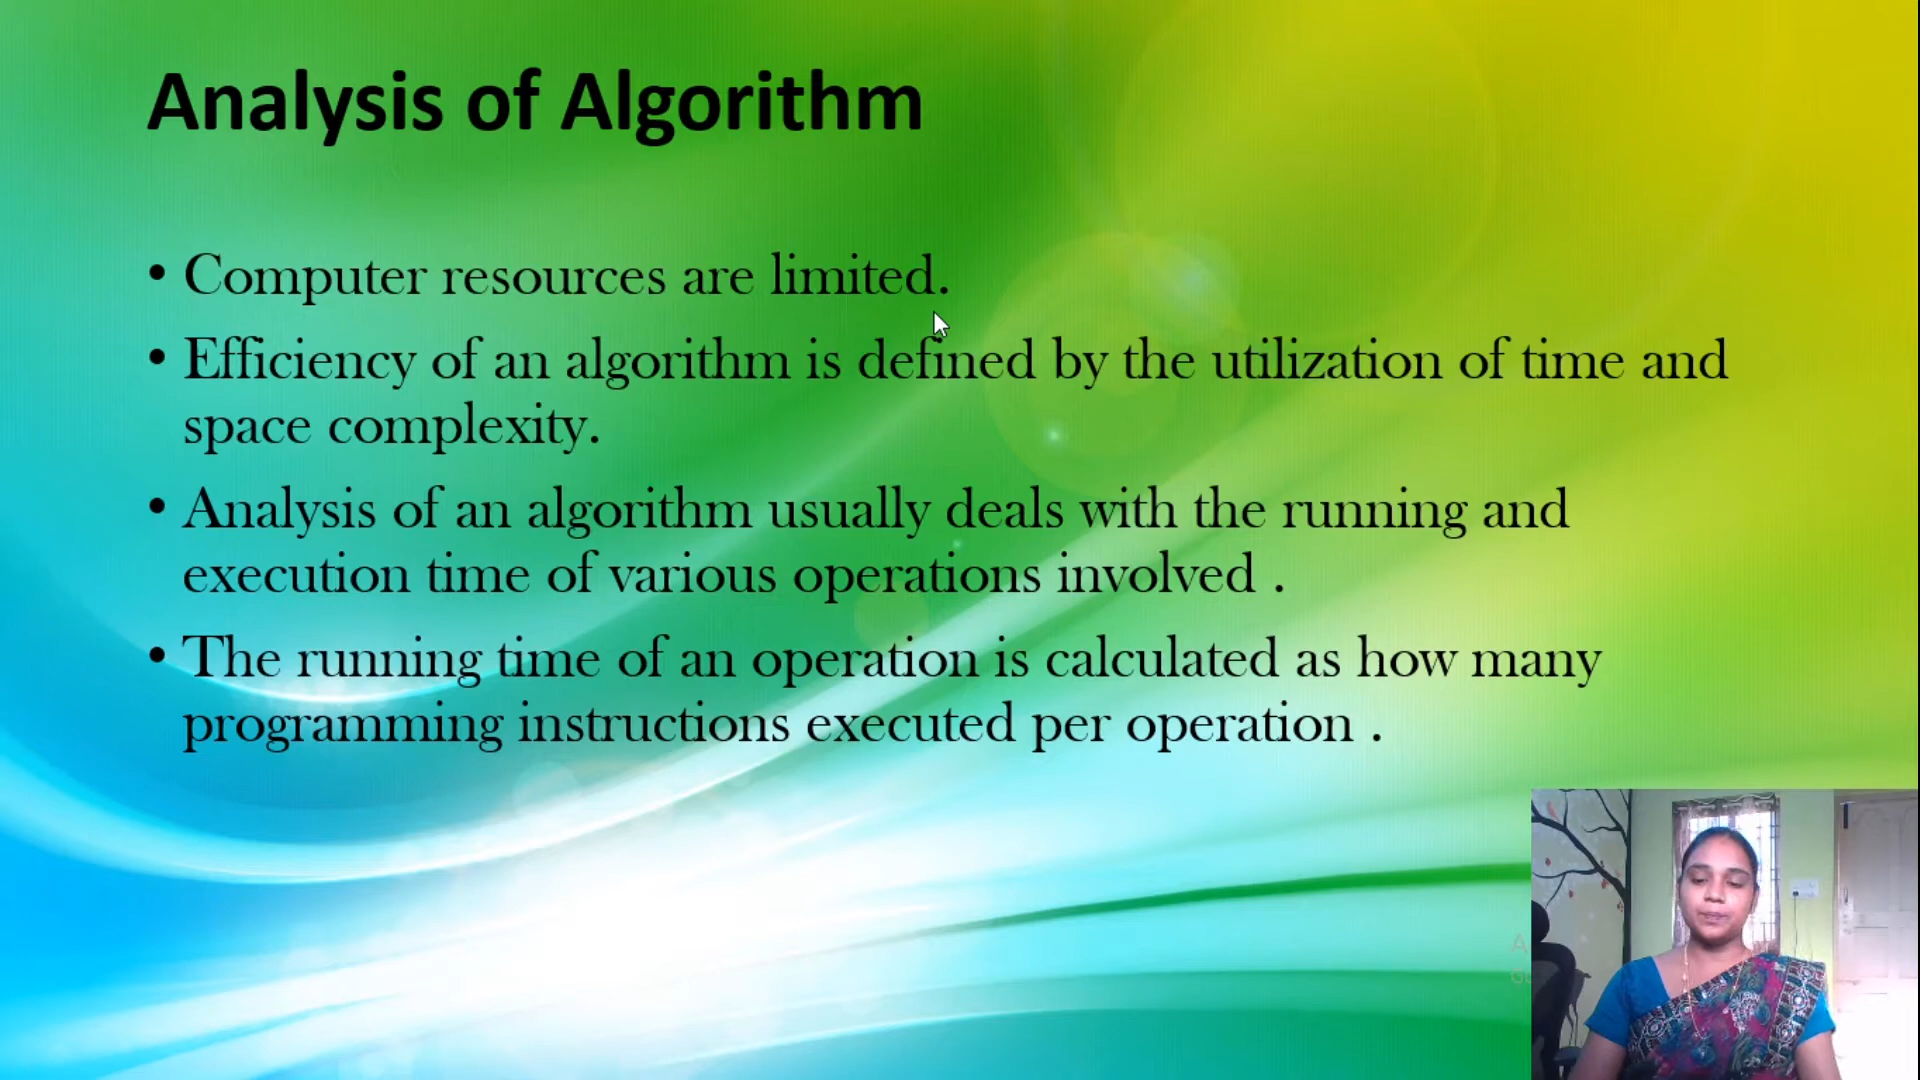 Analysis of Algorithm
• Computer resources are limited.
• Efficiency of an algorithm is defined by the utilization of time and
space complexity.
• Analysis of an algorithm usually deals with the running and
execution time of various operations involved .
• The running time of an operation is calculated as how many
programming instructions executed per operation .